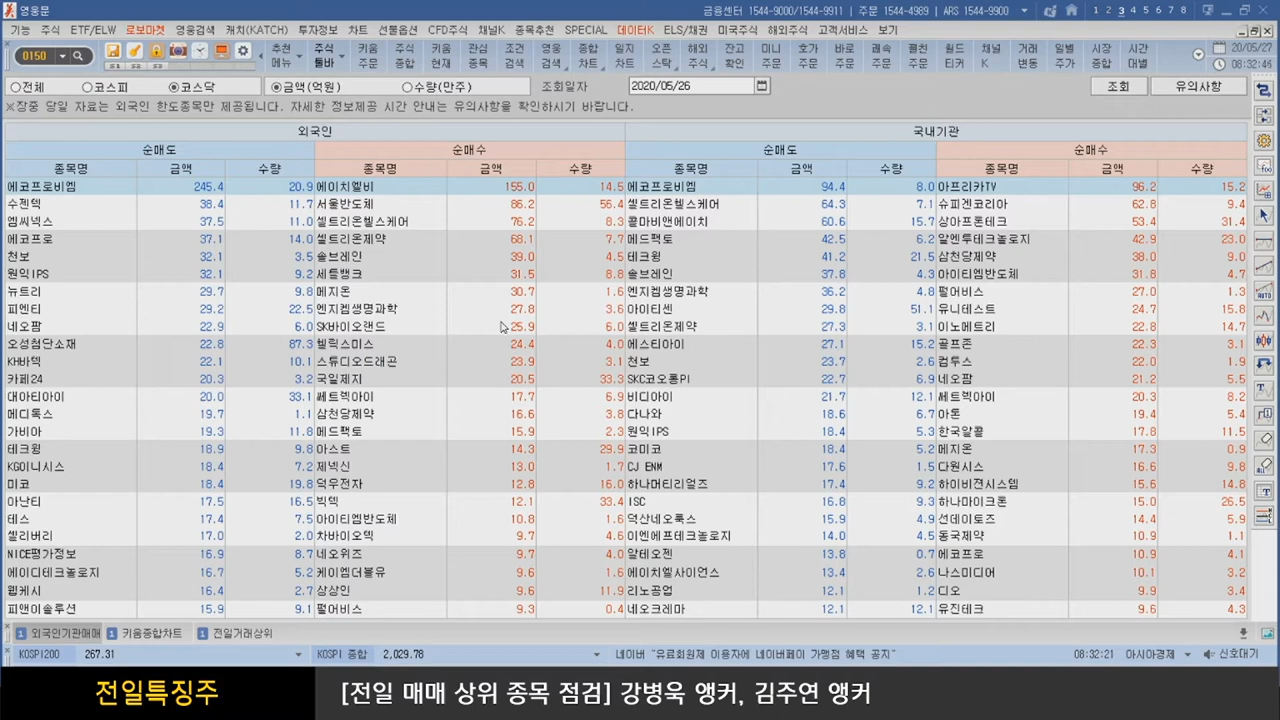 영웅문
금융센터 1544-9000/1544-9911 | 주문 1544-4989 | ARS 1544-9900
1 2 3 4 5 6 7 8
기능 주식 ETF/ELW 로보마켓 영웅검색 캐치(KATCH) 투자정보 차트 선물옵션 CFD주식 채널K 종목추천 SPECIAL 데이터K ELS/채권 미국주식 해외주식 고객서비스 보기
0150 추천메뉴 주식툴바 키움주문 주식종합 키움현재 관심종목 조건검색 영웅검색 종합차트 일지차트 오픈스탁 해외주식 잔고확인 미니주문 호가주문 바로주문 쾌속주문 펼친주문 월드티커 채널K 거래변동 일별주가 시장종합 시간대별
20/05/27
08:32:46
전체 코스피 코스닥 금액(억원) 수량(만주) 조회일자 2020/05/26 조회 유의사항
※장중 당일 자료는 외국인 한도종목만 제공됩니다. 자세한 정보제공 시간 안내는 유의사항을 확인하시기 바랍니다.
외국인 국내기관
순매도 순매수 순매도 순매수
종목명 금액 수량 종목명 금액 수량 종목명 금액 수량 종목명 금액 수량
에코프로비엠 245.4 20.9 에이치엘비 155.0 14.5 에코프로비엠 94.4 8.0 아프리카TV 96.2 15.2
수젠텍 38.4 11.7 서울반도체 86.2 56.4 셀트리온헬스케어 64.3 7.1 슈피겐코리아 62.8 9.4
엠씨넥스 37.5 11.0 셀트리온헬스케어 76.2 8.3 콜마비앤에이치 60.6 15.7 상아프론테크 53.4 31.4
에코프로 37.1 14.0 셀트리온제약 68.1 7.7 메드팩토 42.5 6.2 알엔투테크놀로지 42.9 23.0
천보 32.1 3.5 솔브레인 39.0 4.5 테크윙 41.2 21.5 삼천당제약 38.0 9.0
원익IPS 32.1 9.2 세틀뱅크 31.5 8.8 솔브레인 37.8 4.3 아이티엠반도체 31.8 4.7
뉴트리 29.7 9.8 메지온 30.7 1.6 엔지켐생명과학 36.2 4.8 펄어비스 27.0 1.3
피엔티 29.2 22.5 엔지켐생명과학 27.8 3.6 아이티센 29.8 51.1 유니테스트 24.7 15.8
네오팜 22.9 6.0 SK바이오랜드 25.9 6.0 셀트리온제약 27.3 3.1 이노메트리 22.8 14.7
오성첨단소재 22.8 87.3 헬릭스미스 24.4 4.0 에스티아이 27.1 15.2 골프존 22.3 3.1
KH바텍 22.1 10.1 스튜디오드래곤 23.9 3.1 천보 23.7 2.6 컴투스 22.0 1.9
카페24 20.3 3.2 국일제지 20.5 33.3 SKC코오롱PI 22.7 6.9 네오팜 21.2 5.5
대아티아이 20.0 33.1 쎄트렉아이 17.7 6.9 비디아이 21.7 12.1 쎄트렉아이 20.3 8.2
메디톡스 19.7 1.1 삼천당제약 16.6 3.8 다나와 18.6 6.7 아톤 19.4 5.4
가비아 19.3 11.8 메드팩토 15.9 2.3 원익IPS 18.4 5.3 한국알콜 17.8 11.5
테크윙 18.9 9.8 아스트 14.3 29.9 코미코 18.4 5.2 메지온 17.3 0.9
KG이니시스 18.4 7.2 제넥신 13.0 1.7 CJ ENM 17.6 1.5 다원시스 16.6 9.8
미코 18.4 19.8 덕우전자 12.8 16.0 하나머티리얼즈 17.4 9.2 하이비젼시스템 15.6 14.8
아난티 17.5 16.5 빅텍 12.1 33.4 ISC 16.8 9.3 하나마이크론 15.0 26.5
테스 17.4 7.5 아이티엠반도체 10.8 1.6 덕산네오룩스 15.9 4.9 선데이토즈 14.4 5.9
셀리버리 17.0 2.0 차바이오텍 9.7 4.6 이엔에프테크놀로지 14.0 4.5 동국제약 10.9 1.1
NICE평가정보 16.9 8.7 네오위즈 9.7 4.0 알테오젠 13.8 0.7 에코프로 10.9 4.1
에이디테크놀로지 16.7 5.2 케이엠더블유 9.6 1.6 에이치엘사이언스 13.4 2.6 나스미디어 10.1 3.2
웹케시 16.4 2.7 상상인 9.6 11.9 리노공업 12.1 1.2 디오 9.9 3.4
피앤이솔루션 15.9 9.1 펄어비스 9.3 0.4 네오크레마 12.1 12.1 유진테크 9.6 4.3
1 외국인기관매매 1 키움종합차트 1 전일거래상위
KOSPI200 267.31 KOSPI 종합 2,029.78 네이버 "유료회원제 이용자에 네이버페이 가맹점 혜택 공지" 08:32:21 아시아경제 신호대기
전일특징주 [전일 매매 상위 종목 점검] 강병욱 앵커, 김주연 앵커